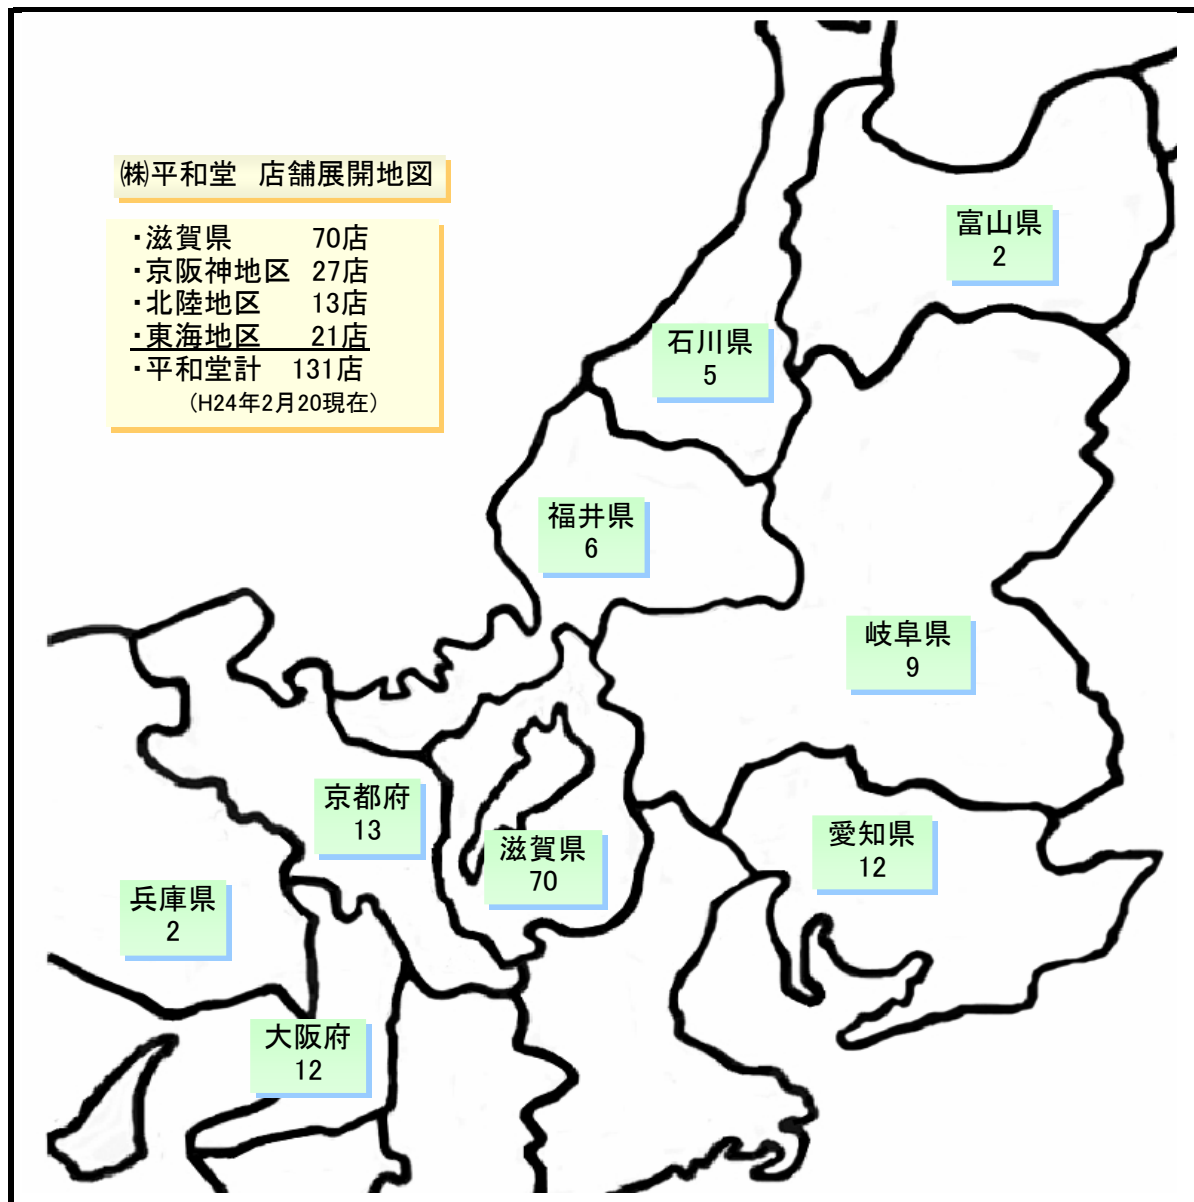 ㈱平和堂 店舗展開地図
・滋賀県 70店
・京阪神地区 27店
・北陸地区 13店
・東海地区 21店
・平和堂計 131店
(H24年2月20現在)
富山県
2
石川県
5
福井県
6
岐阜県
9
京都府
13
滋賀県
70
愛知県
12
兵庫県
2
大阪府
12